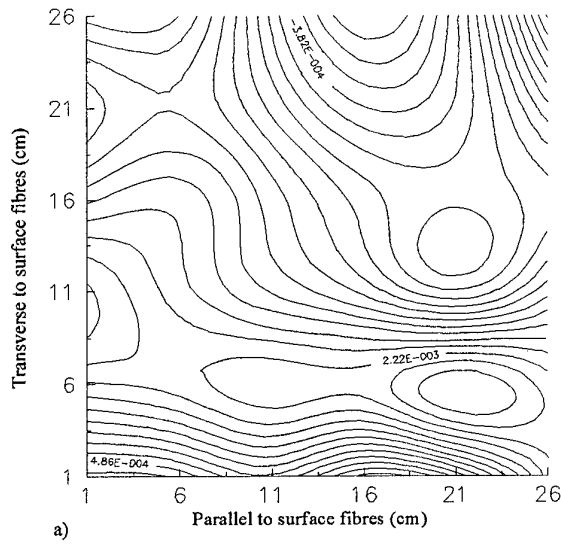 26
21
16
11
6
1
Transverse to surface fibres (cm)
-3.82E-004
2.22E-003
4.86E-004
1 6 11 16 21 26
Parallel to surface fibres (cm)
a)